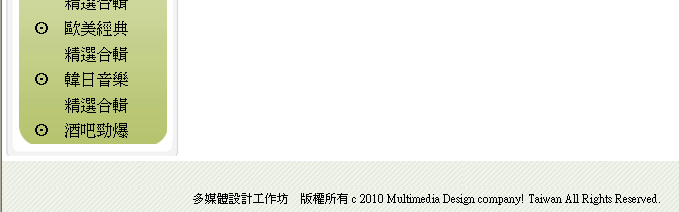 精選合輯
歐美經典
精選合輯
韓日音樂
精選合輯
酒吧勁爆
多媒體設計工作坊　版權所有 c 2010 Multimedia Design company! Taiwan All Rights Reserved.